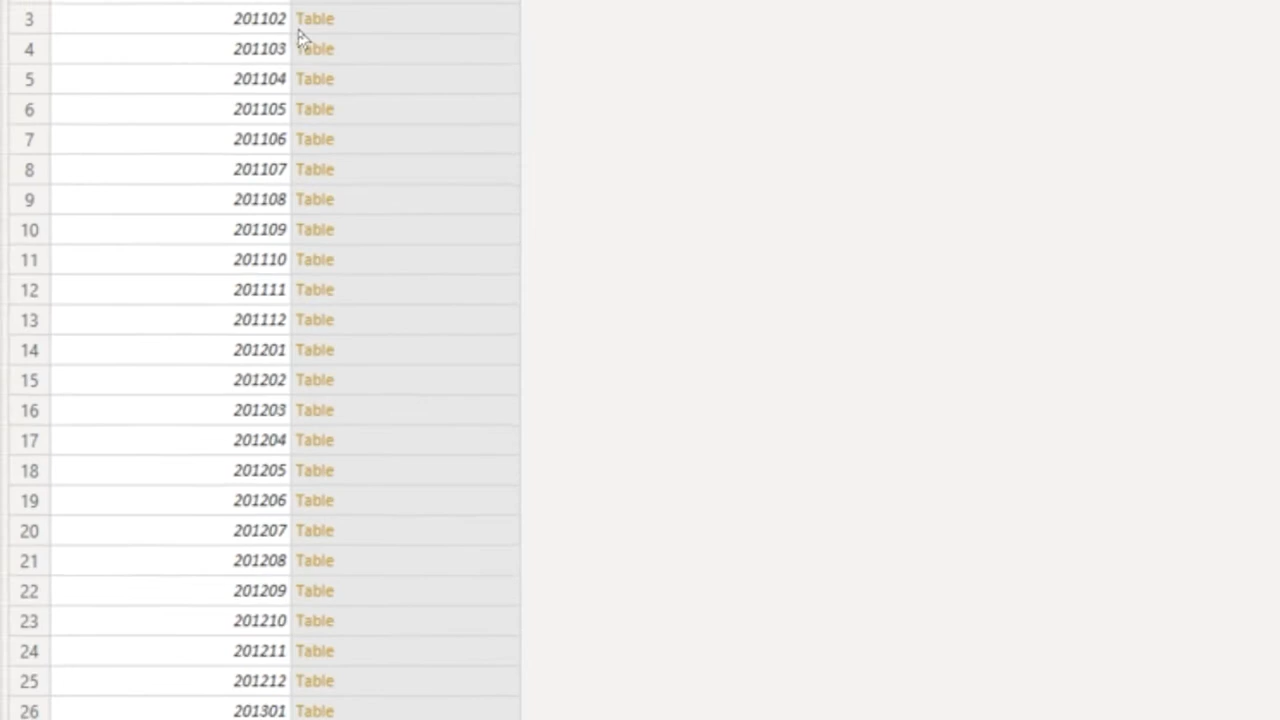 3 201102 Table
4 201103 Table
5 201104 Table
6 201105 Table
7 201106 Table
8 201107 Table
9 201108 Table
10 201109 Table
11 201110 Table
12 201111 Table
13 201112 Table
14 201201 Table
15 201202 Table
16 201203 Table
17 201204 Table
18 201205 Table
19 201206 Table
20 201207 Table
21 201208 Table
22 201209 Table
23 201210 Table
24 201211 Table
25 201212 Table
26 201301 Table